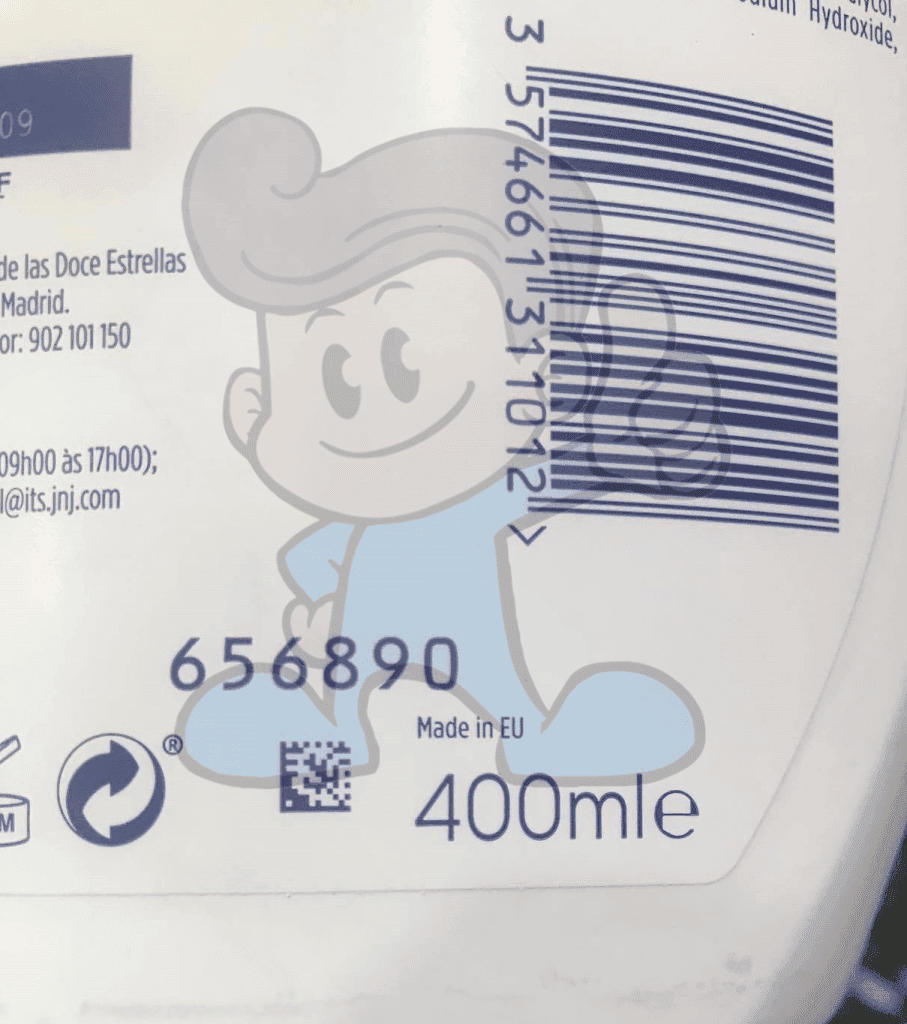 Hydroxide,
09
F
de las Doce Estrellas
Madrid.
or: 902 101 150
09h00 às 17h00);
l@its.jnj.com
3 574661 311012 >
656890
®
Made in EU
M
400mle